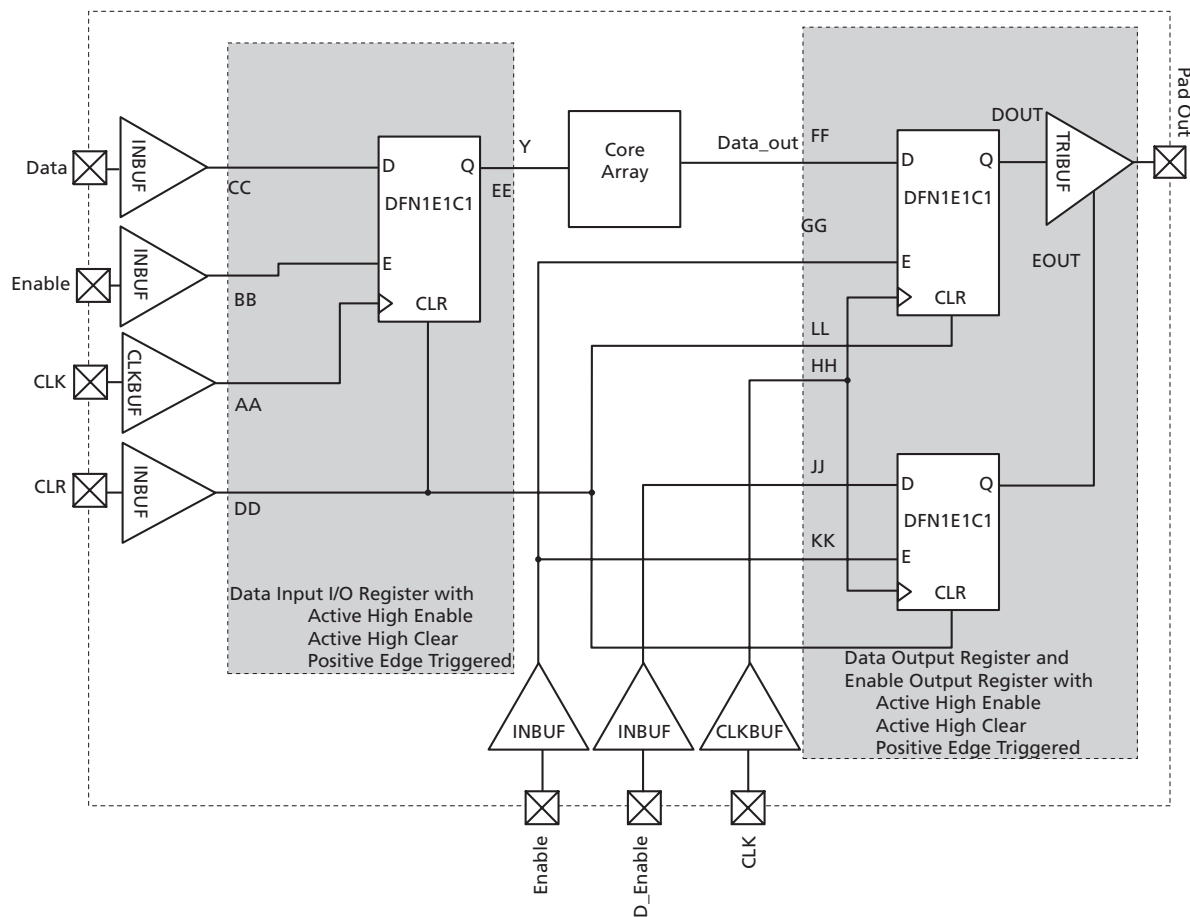 Data
INBUF
CC
Enable
INBUF
BB
CLK
CLKBUF
AA
CLR
INBUF
DD
D
Q
DFN1E1C1
E
CLR
Y
EE
Data Input I/O Register with
Active High Enable
Active High Clear
Positive Edge Triggered
Core
Array
Data_out
FF
GG
LL
HH
JJ
KK
D
Q
DFN1E1C1
E
CLR
DOUT
TRIBUF
EOUT
Pad Out
D
Q
DFN1E1C1
E
CLR
Data Output Register and
Enable Output Register with
Active High Enable
Active High Clear
Positive Edge Triggered
INBUF
INBUF
CLKBUF
Enable
D_Enable
CLK